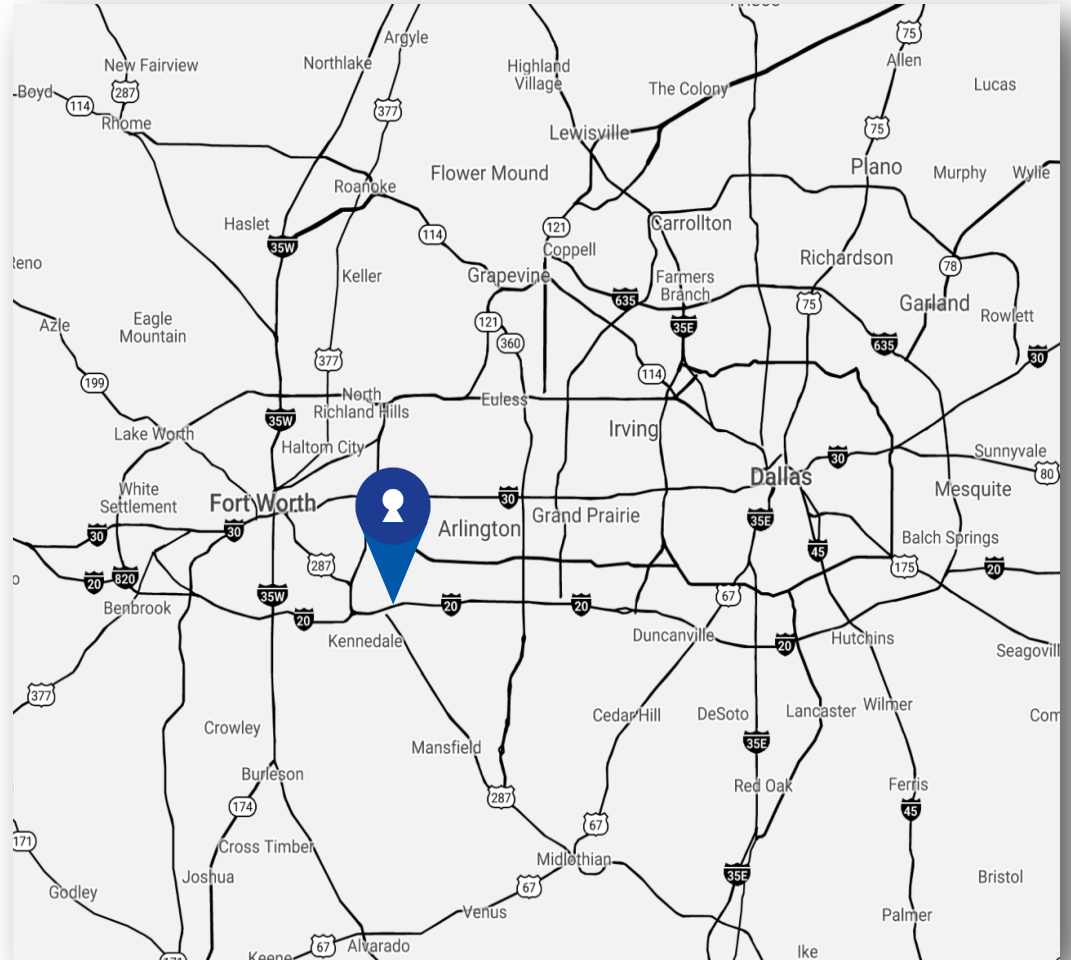 Argyle
75
New Fairview
Northlake
Highland
Village
Allen
287
Boyd
114
377
The Colony
Lucas
Rhome
Lewisville
75
Roanoke
Flower Mound
Plano
Murphy
Wylie
Haslet
35W
114
121
Carrollton
Coppell
Richardson
Reno
Keller
Grapevine
Farmers
Branch
78
635
75
Garland
Azle
Eagle
Mountain
121
360
35E
Rowlett
635
30
377
114
199
North
Richland Hills
Euless
35W
Lake Worth
Haltom City
Irving
30
Sunnyvale
80
Dallas
White
Settlement
Fort Worth
30
Mesquite
Arlington
Grand Prairie
30
30
35E
45
Balch Springs
287
175
20
820
20
35W
67
Benbrook
20
20
20
Kennedale
Duncanville
20
Hutchins
Seagovill
377
Crowley
Cedar Hill
DeSoto
Lancaster
Wilmer
Com
Mansfield
35E
Burleson
Red Oak
Ferris
287
174
45
67
171
Cross Timber
Midlothian
Joshua
35E
Godley
67
Bristol
Venus
Palmer
67
Alvarado
Keene
Ike
171